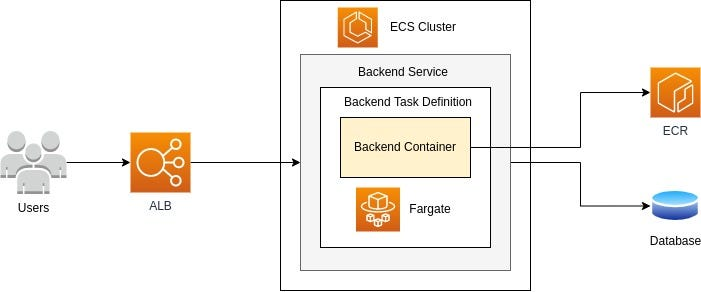 ECS Cluster
Backend Service
Backend Task Definition
Backend Container
Fargate
Users
ALB
ECR
Database